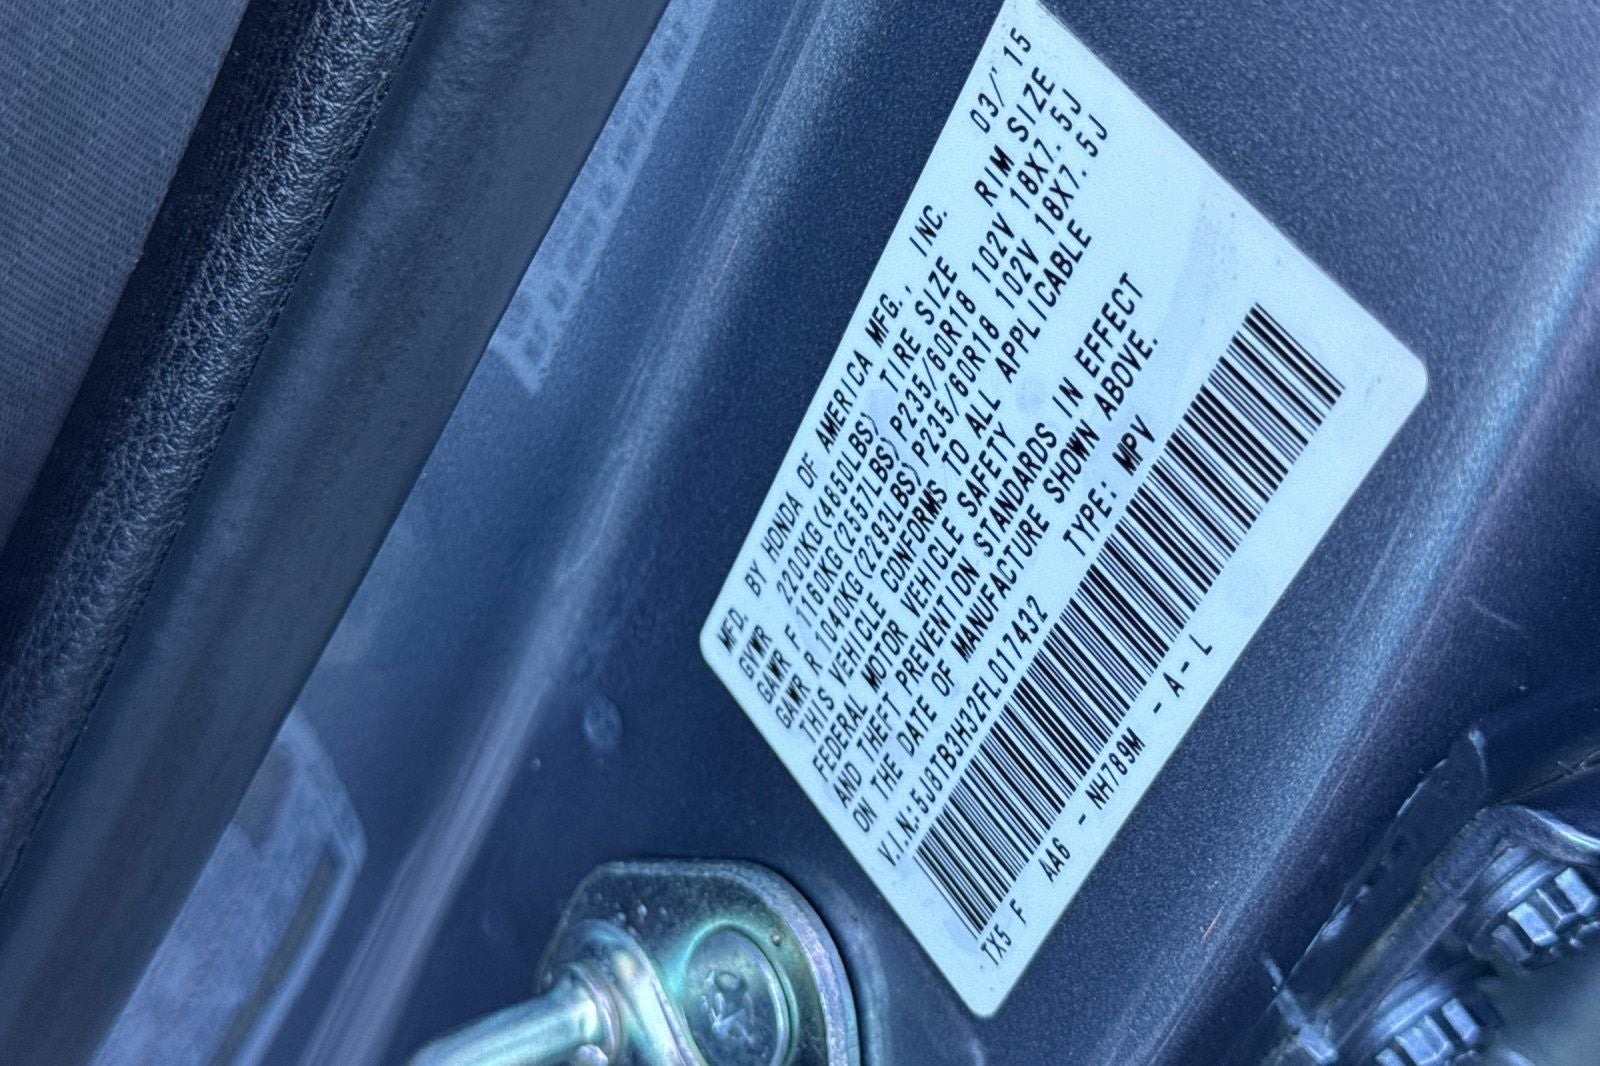 MFD. BY HONDA OF AMERICA MFG., INC. 03/'15
GVWR 2200KG(4850LBS) TIRE SIZE RIM SIZE
GAWR F 1160KG(2557LBS) P235/60R18 102V 18X7.5J
GAWR R 1040KG(2293LBS) P235/60R18 102V 18X7.5J
THIS VEHICLE CONFORMS TO ALL APPLICABLE
FEDERAL MOTOR VEHICLE SAFETY
AND THEFT PREVENTION STANDARDS IN EFFECT
ON THE DATE OF MANUFACTURE SHOWN ABOVE.
V.I.N:5J8TB3H32FL017432 TYPE: MPV
TX5 F AA6 -NH789M -A-L